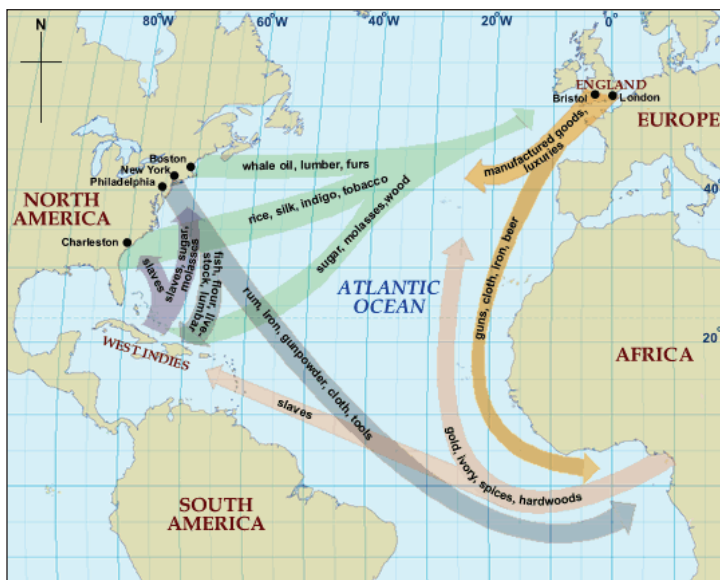 N
80°W
60°W
40°W
20°W
0°
ENGLAND
Bristol
London
EUROPE
manufactured goods,
luxuries
Boston
New York
Philadelphia
whale oil, lumber, furs
NORTH
AMERICA
rice, silk, indigo, tobacco
40°
Charleston
sugar, molasses,wood
slaves
slaves, sugar,
molasses
fish, flour, live-
stock, lumbar
ATLANTIC
OCEAN
guns, cloth, iron, beer
20°
WEST INDIES
rum, iron, gunpowder, cloth, tools
AFRICA
slaves
gold, ivory, spices, hardwoods
SOUTH
AMERICA